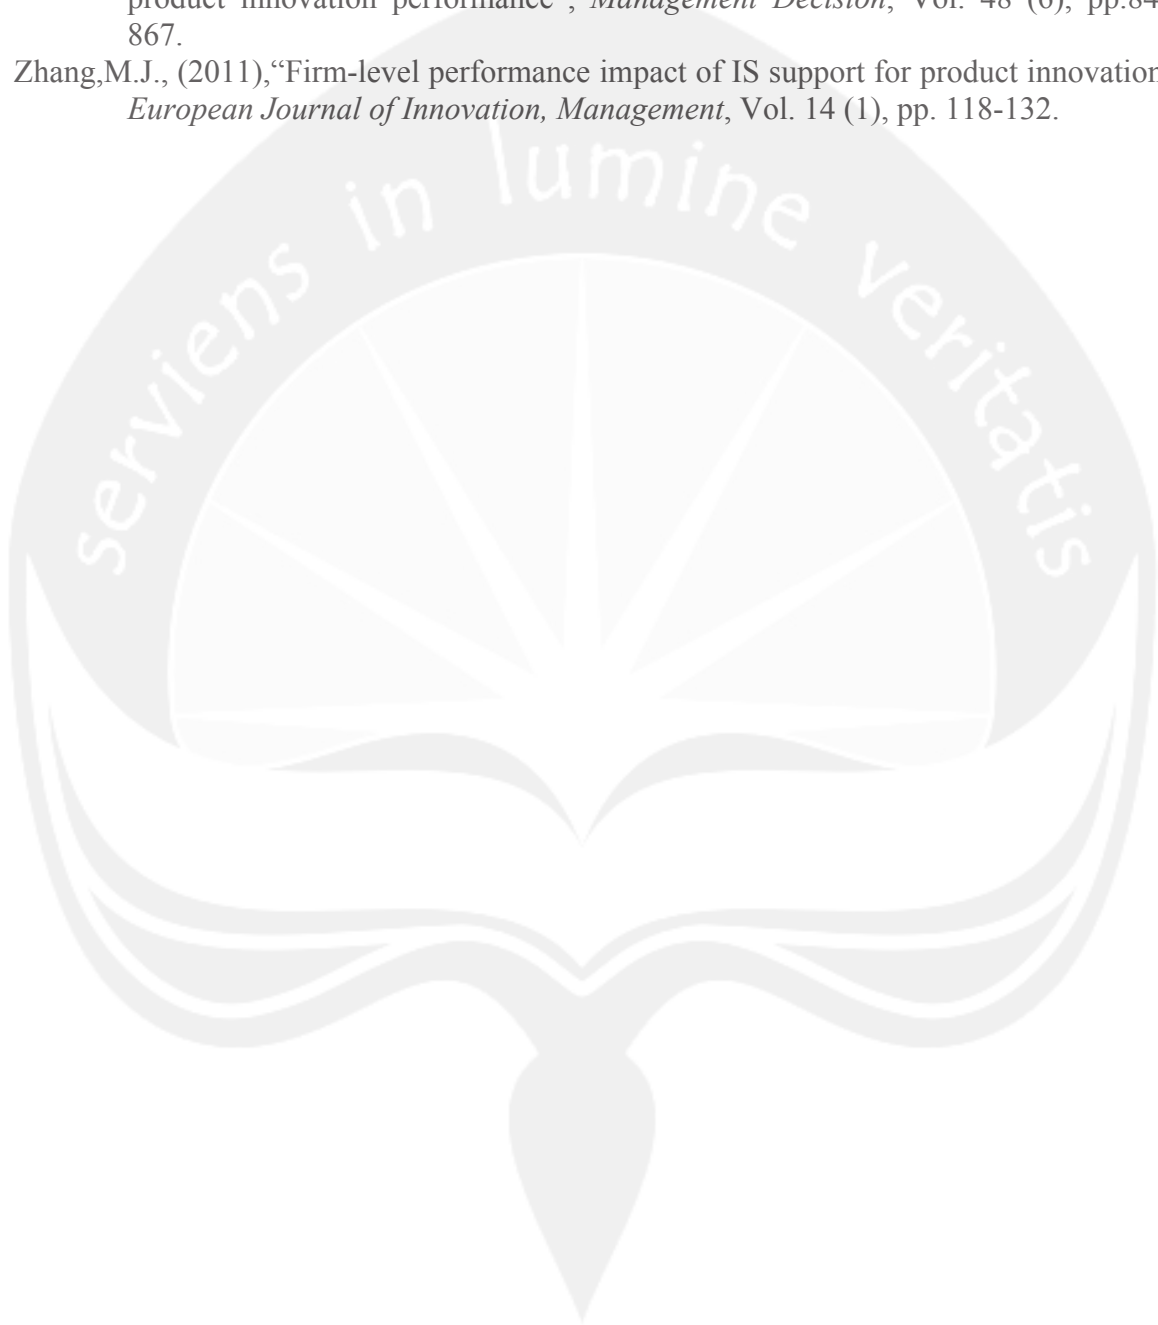 product innovation performance”, Management Decision, Vol. 48 (6), pp.84
867.
Zhang,M.J., (2011),“Firm-level performance impact of IS support for product innovation
European Journal of Innovation, Management, Vol. 14 (1), pp. 118-132.
serviens in lumine veritatis